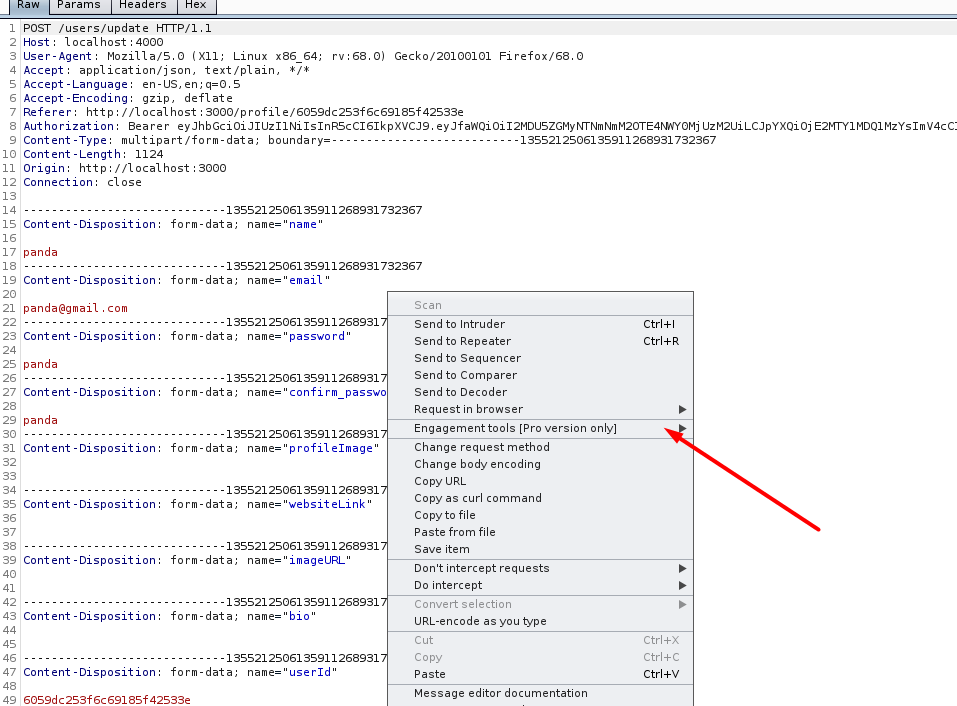 Raw Params Headers Hex
1 POST /users/update HTTP/1.1
2 Host: localhost:4000
3 User-Agent: Mozilla/5.0 (X11; Linux x86_64; rv:68.0) Gecko/20100101 Firefox/68.0
4 Accept: application/json, text/plain, */*
5 Accept-Language: en-US,en;q=0.5
6 Accept-Encoding: gzip, deflate
7 Referer: http://localhost:3000/profile/6059dc253f6c69185f42533e
8 Authorization: Bearer eyJhbGciOiJIUzI1NiIsInR5cCI6IkpXVCJ9.eyJfaWQiOiI2MDU5ZGMyNTNmNmM2OTE4NWY0MjUzM2UiLCJpYXQiOjE2MTY1MDQ1MzYsImV4cCI
9 Content-Type: multipart/form-data; boundary=---------------------------1355212506135911268931732367
10 Content-Length: 1124
11 Origin: http://localhost:3000
12 Connection: close
13
14 -----------------------------1355212506135911268931732367
15 Content-Disposition: form-data; name="name"
16
17 panda
18 -----------------------------1355212506135911268931732367
19 Content-Disposition: form-data; name="email"
20
21 panda@gmail.com
22 -----------------------------13552125061359112689317
23 Content-Disposition: form-data; name="password"
24
25 panda
26 -----------------------------13552125061359112689317
27 Content-Disposition: form-data; name="confirm_passwo
28
29 panda
30 -----------------------------13552125061359112689317
31 Content-Disposition: form-data; name="profileImage"
32
33
34 -----------------------------13552125061359112689317
35 Content-Disposition: form-data; name="websiteLink"
36
37
38 -----------------------------13552125061359112689317
39 Content-Disposition: form-data; name="imageURL"
40
41
42 -----------------------------13552125061359112689317
43 Content-Disposition: form-data; name="bio"
44
45
46 -----------------------------13552125061359112689317
47 Content-Disposition: form-data; name="userId"
48
49 6059dc253f6c69185f42533e
Scan
Send to Intruder Ctrl+I
Send to Repeater Ctrl+R
Send to Sequencer
Send to Comparer
Send to Decoder
Request in browser
Engagement tools [Pro version only]
Change request method
Change body encoding
Copy URL
Copy as curl command
Copy to file
Paste from file
Save item
Don't intercept requests
Do intercept
Convert selection
URL-encode as you type
Cut Ctrl+X
Copy Ctrl+C
Paste Ctrl+V
Message editor documentation